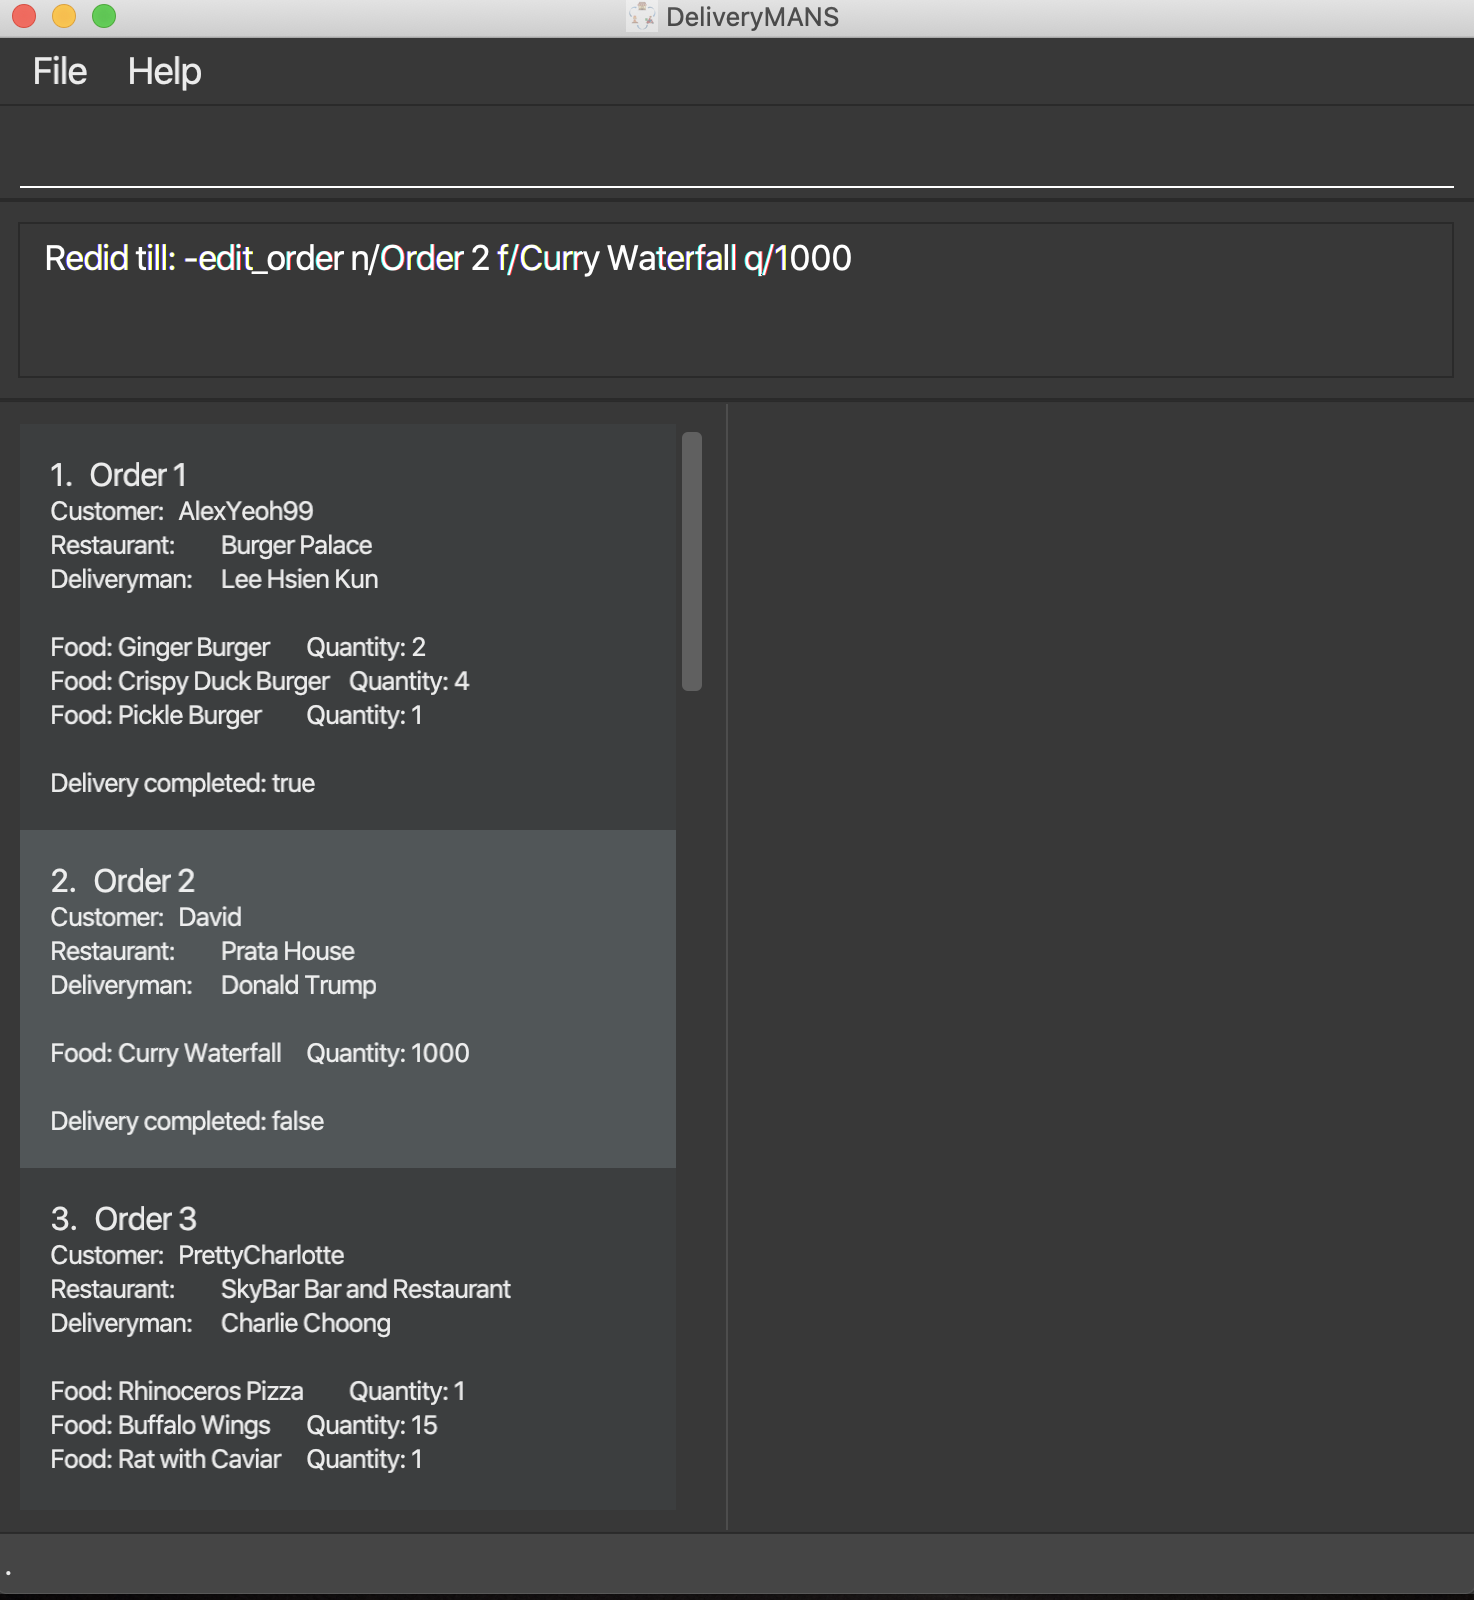 DeliveryMANS
File Help
Redid till: -edit_order n/Order 2 f/Curry Waterfall q/1000
1. Order 1
Customer: AlexYeoh99
Restaurant: Burger Palace
Deliveryman: Lee Hsien Kun
Food: Ginger Burger Quantity: 2
Food: Crispy Duck Burger Quantity: 4
Food: Pickle Burger Quantity: 1
Delivery completed: true
2. Order 2
Customer: David
Restaurant: Prata House
Deliveryman: Donald Trump
Food: Curry Waterfall Quantity: 1000
Delivery completed: false
3. Order 3
Customer: PrettyCharlotte
Restaurant: SkyBar Bar and Restaurant
Deliveryman: Charlie Choong
Food: Rhinoceros Pizza Quantity: 1
Food: Buffalo Wings Quantity: 15
Food: Rat with Caviar Quantity: 1
.